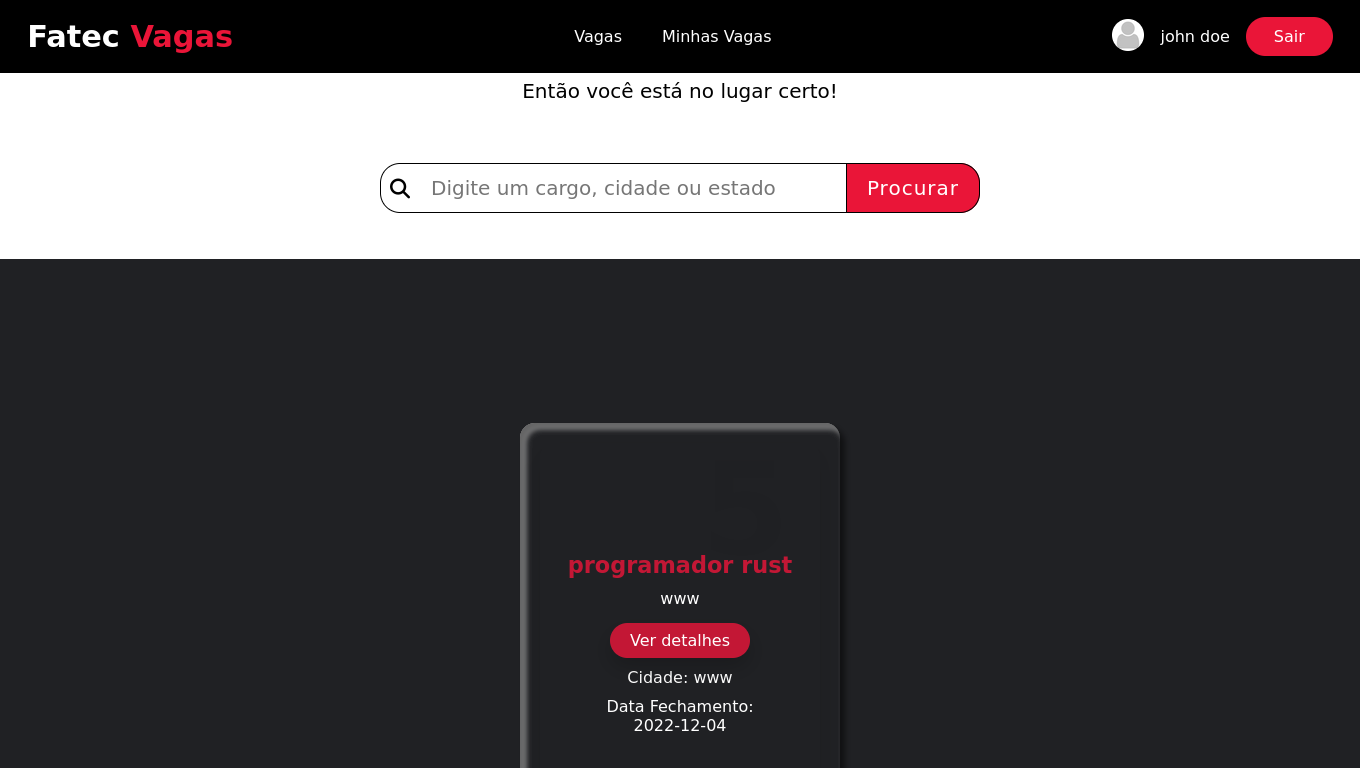 Fatec Vagas
Vagas
Minhas Vagas
john doe
Sair
Então você está no lugar certo!
Digite um cargo, cidade ou estado
Procurar
5
programador rust
www
Ver detalhes
Cidade: www
Data Fechamento:
2022-12-04